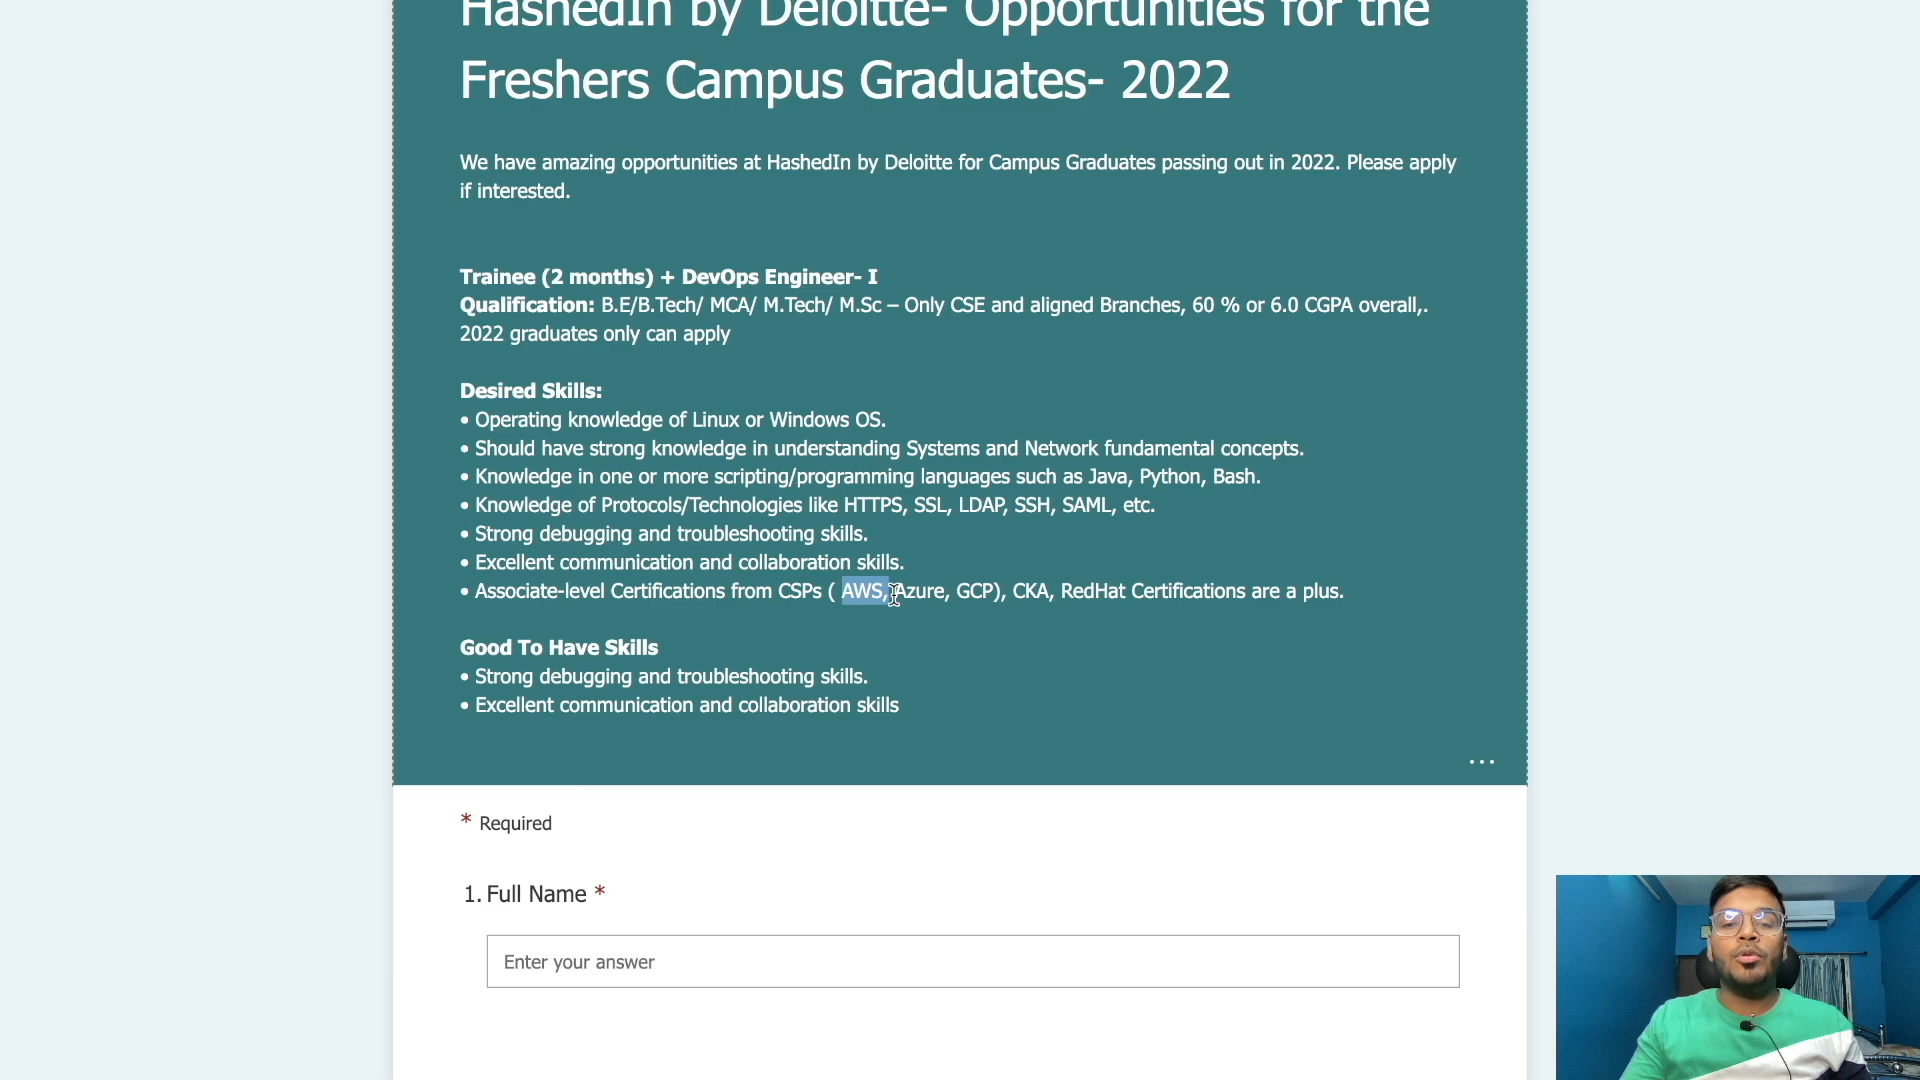 HashedIn by Deloitte- Opportunities for the
Freshers Campus Graduates- 2022
We have amazing opportunities at HashedIn by Deloitte for Campus Graduates passing out in 2022. Please apply
if interested.
Trainee (2 months) + DevOps Engineer- I
Qualification: B.E/B.Tech/ MCA/ M.Tech/ M.Sc – Only CSE and aligned Branches, 60 % or 6.0 CGPA overall,.
2022 graduates only can apply
Desired Skills:
• Operating knowledge of Linux or Windows OS.
• Should have strong knowledge in understanding Systems and Network fundamental concepts.
• Knowledge in one or more scripting/programming languages such as Java, Python, Bash.
• Knowledge of Protocols/Technologies like HTTPS, SSL, LDAP, SSH, SAML, etc.
• Strong debugging and troubleshooting skills.
• Excellent communication and collaboration skills.
• Associate-level Certifications from CSPs ( AWS, Azure, GCP), CKA, RedHat Certifications are a plus.
Good To Have Skills
• Strong debugging and troubleshooting skills.
• Excellent communication and collaboration skills
* Required
1. Full Name *
Enter your answer